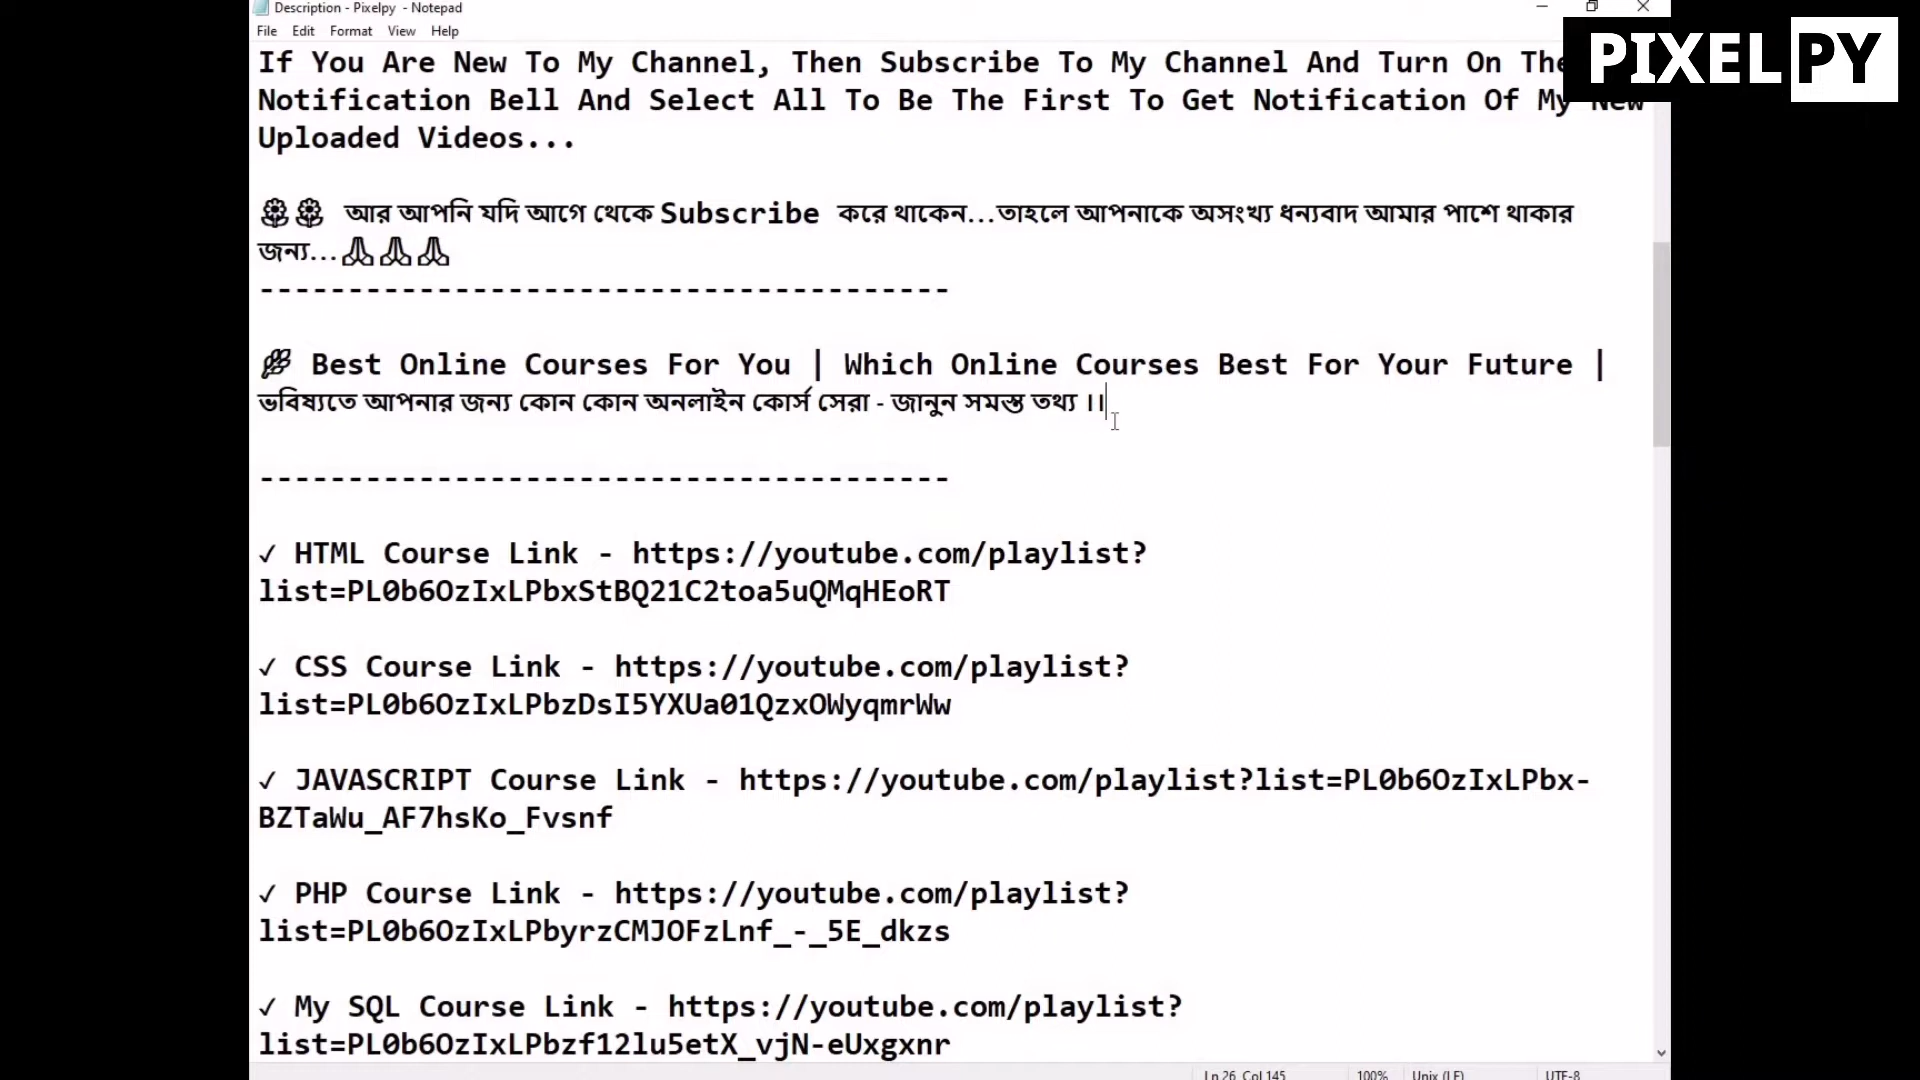 Description - Pixelpy - Notepad
PIXELPY
File Edit Format View Help
If You Are New To My Channel, Then Subscribe To My Channel And Turn On The
Notification Bell And Select All To Be The First To Get Notification Of My New
Uploaded Videos...
🌼🌼 আর আপনি যদি আগে থেকে Subscribe করে থাকেন...তাহলে আপনাকে অসংখ্য ধন্যবাদ আমার পাশে থাকার
জন্য...🙏🙏🙏
---------------------------------------
🌿 Best Online Courses For You | Which Online Courses Best For Your Future |
ভবিষ্যতে আপনার জন্য কোন কোন অনলাইন কোর্স সেরা - জানুন সমস্ত তথ্য ।।
---------------------------------------
✓ HTML Course Link - https://youtube.com/playlist?
list=PL0b6OzIxLPbxStBQ21C2toa5uQMqHEoRT
✓ CSS Course Link - https://youtube.com/playlist?
list=PL0b6OzIxLPbzDsI5YXUa01QzxOWyqmrWw
✓ JAVASCRIPT Course Link - https://youtube.com/playlist?list=PL0b6OzIxLPbx-
BZTaWu_AF7hsKo_Fvsnf
✓ PHP Course Link - https://youtube.com/playlist?
list=PL0b6OzIxLPbyrzCMJOFzLnf_-_5E_dkzs
✓ My SQL Course Link - https://youtube.com/playlist?
list=PL0b6OzIxLPbzf12lu5etX_vjN-eUxgxnr
Ln 26, Col 145 100% Unix (LF) UTF-8